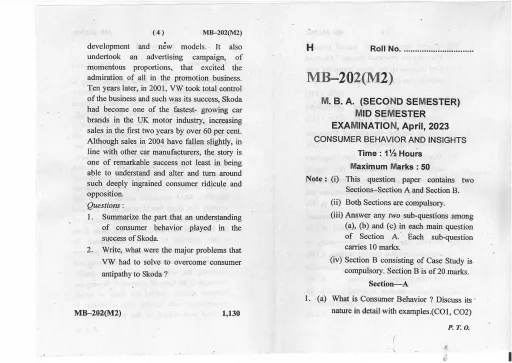 ( 4 ) MB-202(M2)
development and new models. It also
undertook an advertising campaign, of
momentous proportions, that excited the
admiration of all in the promotion business.
Ten years later, in 2001, VW took total control
of the business and such was its success, Skoda
had become one of the fastest- growing car
brands in the UK motor industry, increasing
sales in the first two years by over 60 per cent.
Although sales in 2004 have fallen slightly, in
line with other car manufacturers, the story is
one of remarkable success not least in being
able to understand and alter and turn around
such deeply ingrained consumer ridicule and
opposition.
Questions :
1. Summarize the part that an understanding
of consumer behavior played in the
success of Skoda.
2. Write, what were the major problems that
VW had to solve to overcome consumer
antipathy to Skoda ?
MB-202(M2) 1,130
H Roll No. ..............................
MB-202(M2)
M. B. A. (SECOND SEMESTER)
MID SEMESTER
EXAMINATION, April, 2023
CONSUMER BEHAVIOR AND INSIGHTS
Time : 1½ Hours
Maximum Marks : 50
Note : (i) This question paper contains two
Sections-Section A and Section B.
(ii) Both Sections are compulsory.
(iii) Answer any two sub-questions among
(a), (b) and (c) in each main question
of Section A. Each sub-question
carries 10 marks.
(iv) Section B consisting of Case Study is
compulsory. Section B is of 20 marks.
Section—A
1. (a) What is Consumer Behavior ? Discuss its
nature in detail with examples.(CO1, CO2)
P. T. O.